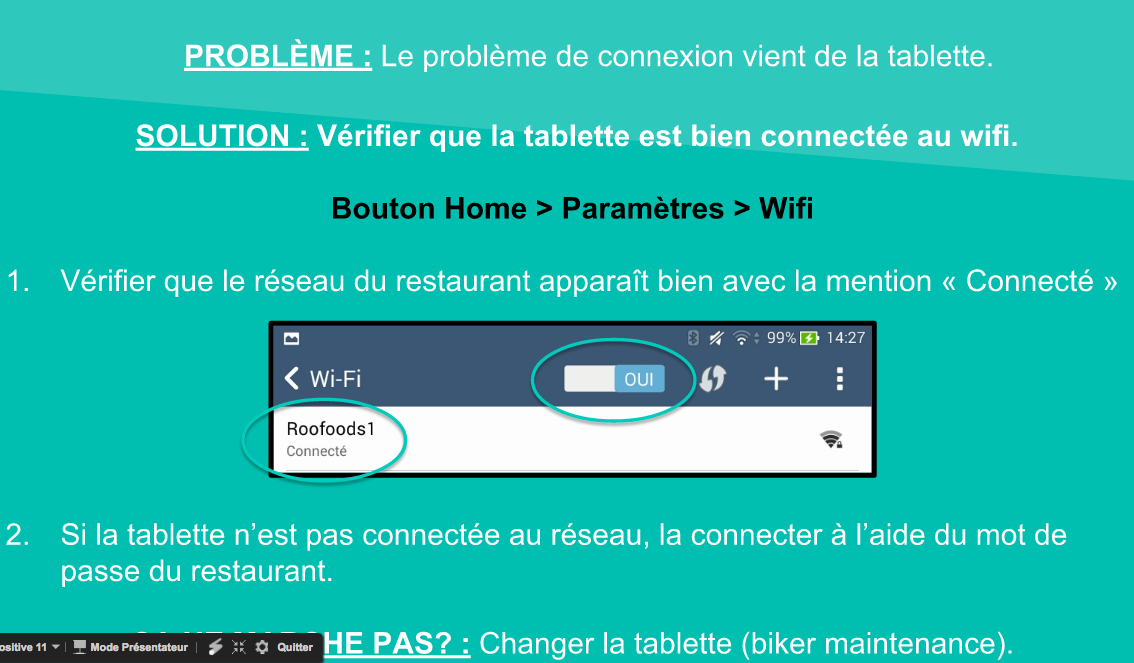 PROBLÈME : Le problème de connexion vient de la tablette.
SOLUTION : Vérifier que la tablette est bien connectée au wifi.
Bouton Home > Paramètres > Wifi
1. Vérifier que le réseau du restaurant apparaît bien avec la mention « Connecté »
99% 14:27
Wi-Fi OUI
Roofoods1
Connecté
2. Si la tablette n’est pas connectée au réseau, la connecter à l’aide du mot de
passe du restaurant.
PAS? : Changer la tablette (biker maintenance).
11 Mode Présentateur Quitter